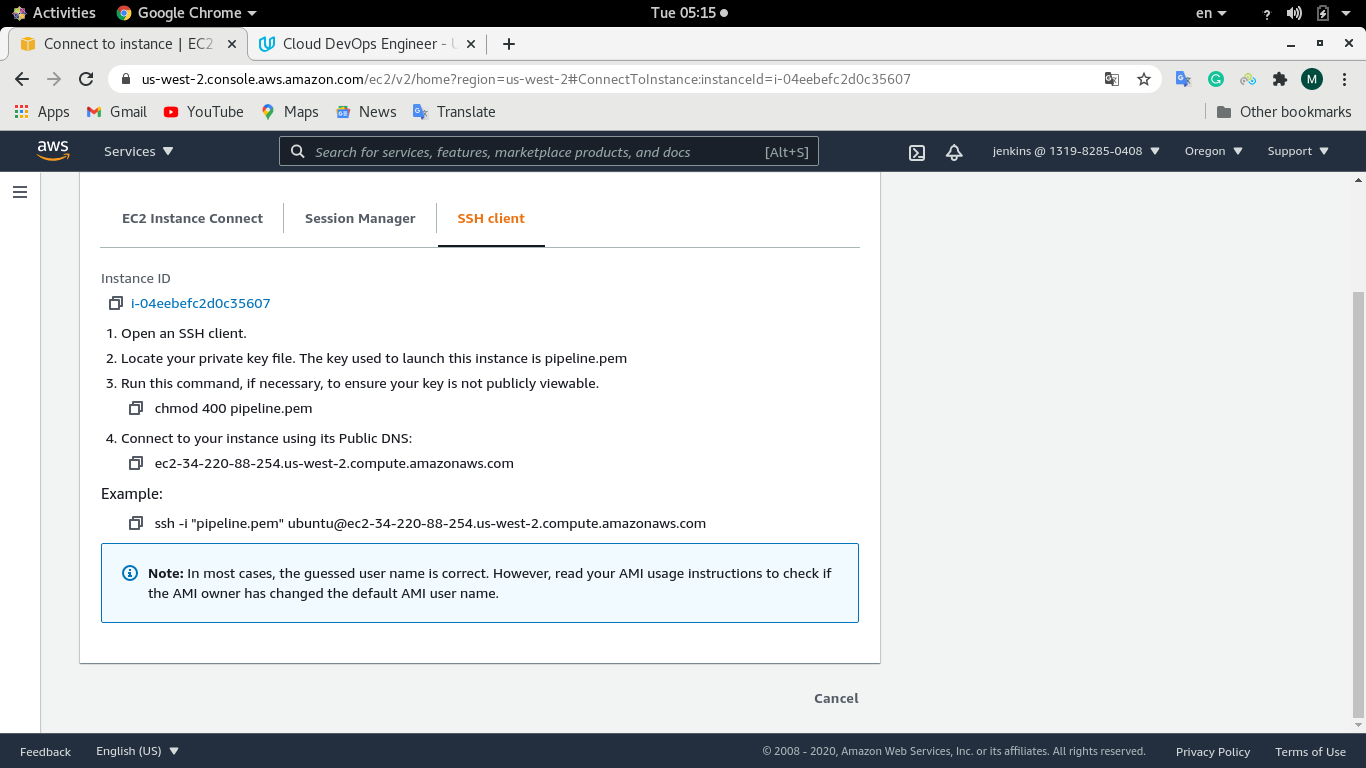 Activities Google Chrome Tue 05:15 en ?
Connect to instance | EC2 Cloud DevOps Engineer -
us-west-2.console.aws.amazon.com/ec2/v2/home?region=us-west-2#ConnectToInstance:instanceId=i-04eebefc2d0c35607 M
Apps Gmail YouTube Maps News Translate Other bookmarks
aws Services Search for services, features, marketplace products, and docs [Alt+S] jenkins @ 1319-8285-0408 Oregon Support
EC2 Instance Connect Session Manager SSH client
Instance ID
i-04eebefc2d0c35607
1. Open an SSH client.
2. Locate your private key file. The key used to launch this instance is pipeline.pem
3. Run this command, if necessary, to ensure your key is not publicly viewable.
chmod 400 pipeline.pem
4. Connect to your instance using its Public DNS:
ec2-34-220-88-254.us-west-2.compute.amazonaws.com
Example:
ssh -i "pipeline.pem" ubuntu@ec2-34-220-88-254.us-west-2.compute.amazonaws.com
Note: In most cases, the guessed user name is correct. However, read your AMI usage instructions to check if
the AMI owner has changed the default AMI user name.
Cancel
Feedback English (US) © 2008 - 2020, Amazon Web Services, Inc. or its affiliates. All rights reserved. Privacy Policy Terms of Use